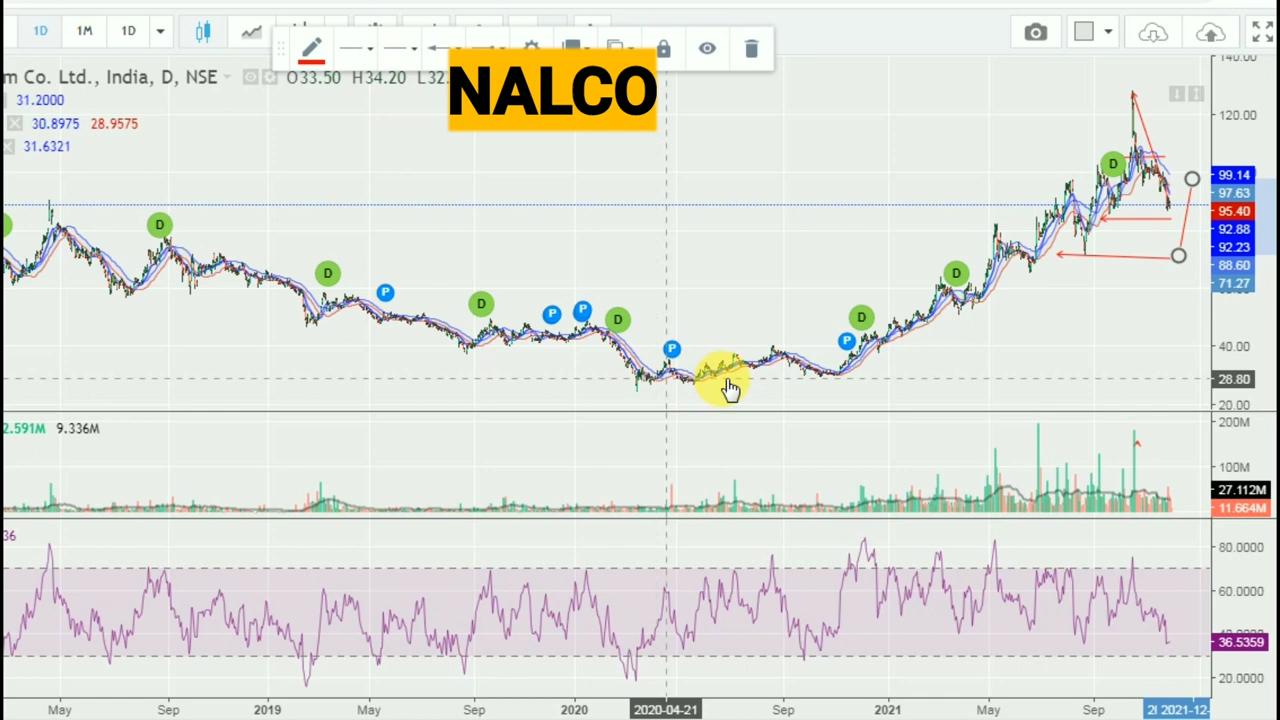 1D 1M 1D
m Co. Ltd., India, D, NSE O33.50 H34.20 L32.
NALCO
31.2000
30.8975 28.9575
31.6321
140.00
120.00
99.14
97.63
95.40
92.88
92.23
88.60
71.27
40.00
28.80
20.00
D D D D D D D D
P P P P P
2.591M 9.336M
200M
100M
27.112M
11.664M
36
80.0000
60.0000
36.5359
20.0000
May Sep 2019 May Sep 2020 2020-04-21 Sep 2021 May Sep 2021-12-